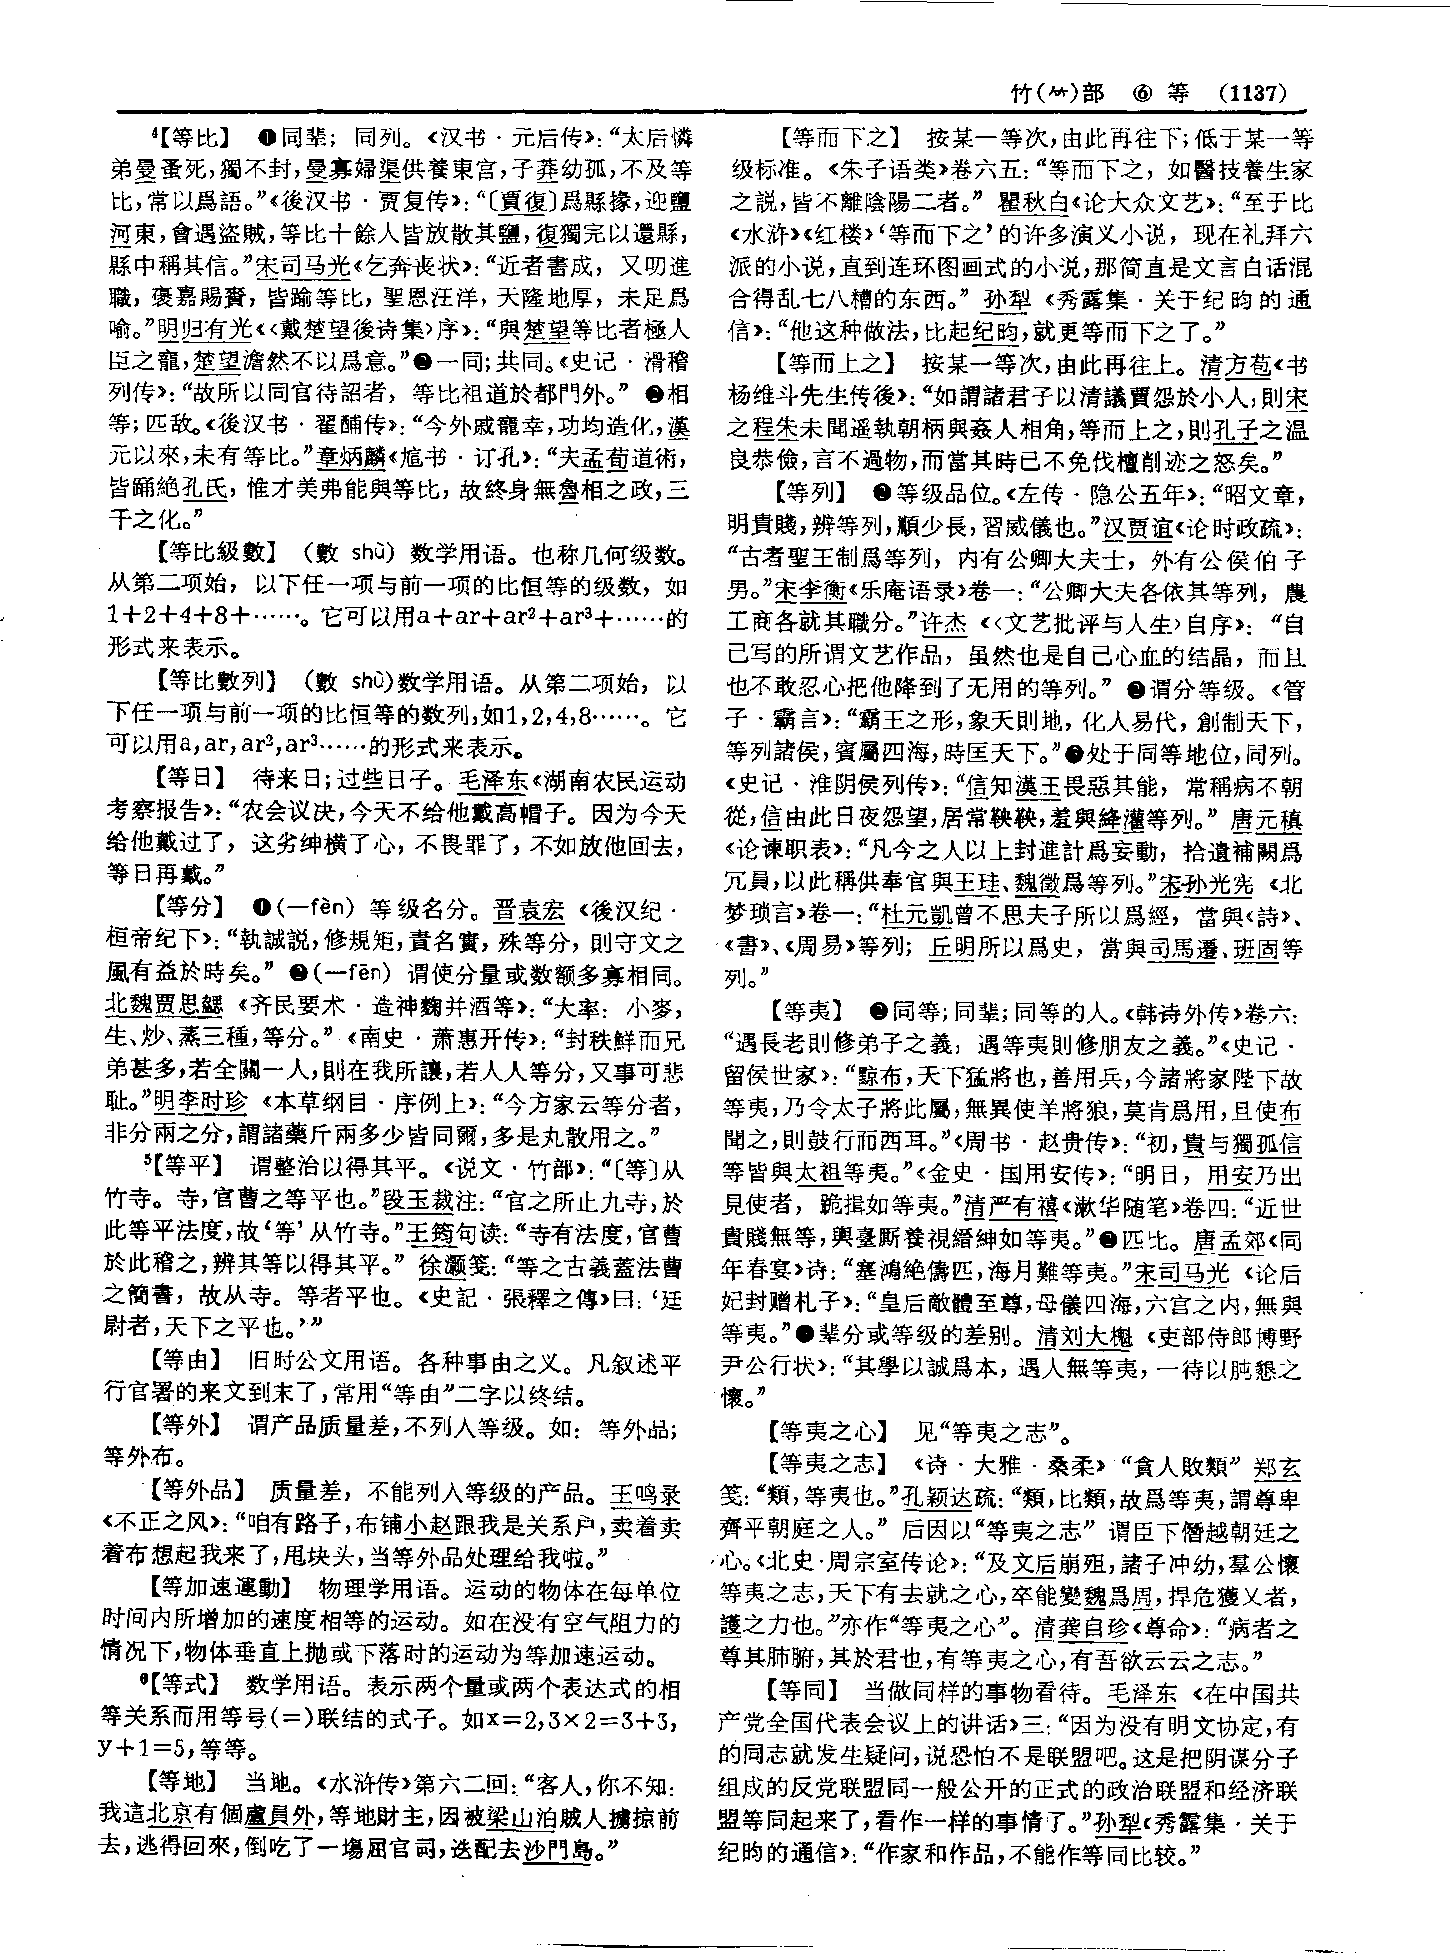 竹(⺮)部 ⑥ 等 (1137)
⁴【等比】 ❶同辈；同列。《汉书·元后传》：“太后憐
弟曼蚤死，獨不封，曼寡婦渠供養東宫，子莽幼孤，不及等
比，常以爲語。”《後汉书·贾复传》：“〔賈復〕爲縣掾，迎鹽
河東，會遇盜賊，等比十餘人皆放散其鹽，復獨完以還縣，
縣中稱其信。”宋司马光《乞奔丧状》：“近者書成，又叨進
職，褒嘉賜賚，皆踰等比，聖恩汪洋，天隆地厚，未足爲
喻。”明归有光《〈戴楚望後诗集〉序》：“與楚望等比者極人
臣之寵，楚望澹然不以爲意。”❷一同；共同。《史记·滑稽
列传》：“故所以同官待詔者，等比祖道於都門外。” ❸相
等；匹敌。《後汉书·翟酺传》：“今外戚寵幸，功均造化，漢
元以來，未有等比。”章炳麟《訄书·订孔》：“夫孟荀道術，
皆踊絶孔氏，惟才美弗能與等比，故終身無魯相之政，三
千之化。”
【等比級數】（數 shù）数学用语。也称几何级数。
从第二项始，以下任一项与前一项的比恒等的级数，如
1+2+4+8+……。它可以用a+ar+ar²+ar³+……的
形式来表示。
【等比數列】（數 shù）数学用语。从第二项始，以
下任一项与前一项的比恒等的数列，如1,2,4,8……。它
可以用a,ar,ar²,ar³……的形式来表示。
【等日】 待来日；过些日子。毛泽东《湖南农民运动
考察报告》：“农会议决，今天不给他戴高帽子。因为今天
给他戴过了，这劣绅横了心，不畏罪了，不如放他回去，
等日再戴。”
【等分】 ❶(—fèn) 等级名分。晋袁宏《後汉纪·
桓帝纪下》：“執誠説，修規矩，責名實，殊等分，則守文之
風有益於時矣。” ❷(—fēn) 谓使分量或数额多寡相同。
北魏贾思勰《齐民要术·造神麴并酒等》：“大率：小麥，
生、炒、蒸三種，等分。”《南史·萧惠开传》：“封秩鮮而兄
弟甚多，若全關一人，則在我所讓，若人人等分，又事可悲
耻。”明李时珍《本草纲目·序例上》：“今方家云等分者，
非分兩之分，謂諸藥斤兩多少皆同爾，多是丸散用之。”
⁵【等平】 谓整治以得其平。《说文·竹部》：“〔等〕从
竹寺。寺，官曹之等平也。”段玉裁注：“官之所止九寺，於
此等平法度，故‘等’从竹寺。”王筠句读：“寺有法度，官曹
於此稽之，辨其等以得其平。” 徐灏笺：“等之古義蓋法曹
之簡書，故从寺。等者平也。《史記·張釋之傳》曰：‘廷
尉者，天下之平也。’”
【等由】 旧时公文用语。各种事由之义。凡叙述平
行官署的来文到末了，常用“等由”二字以终结。
【等外】 谓产品质量差，不列入等级。如：等外品；
等外布。
【等外品】 质量差，不能列入等级的产品。王鸣录
《不正之风》：“咱有路子，布铺小赵跟我是关系户，卖着卖
着布想起我来了，甩块头，当等外品处理给我啦。”
【等加速運動】 物理学用语。运动的物体在每单位
时间内所增加的速度相等的运动。如在没有空气阻力的
情况下，物体垂直上抛或下落时的运动为等加速运动。
⁶【等式】 数学用语。表示两个量或两个表达式的相
等关系而用等号(=)联结的式子。如x=2,3×2=3+3,
y+1=5，等等。
【等地】 当地。《水浒传》第六二回：“客人，你不知：
我這北京有個盧員外，等地財主，因被梁山泊賊人擄掠前
去，逃得回來，倒吃了一場屈官司，迭配去沙門島。”
【等而下之】 按某一等次，由此再往下；低于某一等
级标准。《朱子语类》卷六五：“等而下之，如醫技養生家
之説，皆不離陰陽二者。” 瞿秋白《论大众文艺》：“至于比
《水浒》《红楼》‘等而下之’的许多演义小说，现在礼拜六
派的小说，直到连环图画式的小说，那简直是文言白话混
合得乱七八糟的东西。” 孙犁《秀露集·关于纪昀的通
信》：“他这种做法，比起纪昀，就更等而下之了。”
【等而上之】 按某一等次，由此再往上。清方苞《书
杨维斗先生传後》：“如謂諸君子以清議賈怨於小人，則宋
之程朱未聞遥執朝柄與姦人相角，等而上之，則孔子之温
良恭儉，言不過物，而當其時已不免伐檀削迹之怒矣。”
【等列】 ❶等级品位。《左传·隐公五年》：“昭文章，
明貴賤，辨等列，順少長，習威儀也。”汉贾谊《论时政疏》：
“古者聖王制爲等列，内有公卿大夫士，外有公侯伯子
男。”宋李衡《乐庵语录》卷一：“公卿大夫各依其等列，農
工商各就其職分。”许杰《〈文艺批评与人生〉自序》：“自
己写的所谓文艺作品，虽然也是自己心血的结晶，而且
也不敢忍心把他降到了无用的等列。” ❷谓分等级。《管
子·霸言》：“霸王之形，象天則地，化人易代，創制天下，
等列諸侯，賓屬四海，時匡天下。”❸处于同等地位，同列。
《史记·淮阴侯列传》：“信知漢王畏惡其能，常稱病不朝
從，信由此日夜怨望，居常鞅鞅，羞與絳灌等列。” 唐元稹
《论谏职表》：“凡今之人以上封進計爲妄動，拾遺補闕爲
冗員，以此稱供奉官與王珪、魏徵爲等列。”宋孙光宪《北
梦琐言》卷一：“杜元凱曾不思夫子所以爲經，當與《詩》、
《書》、《周易》等列；丘明所以爲史，當與司馬遷、班固等
列。”
【等夷】 ❶同等；同辈；同等的人。《韩诗外传》卷六：
“遇長老則修弟子之義，遇等夷則修朋友之義。”《史记·
留侯世家》：“黥布，天下猛將也，善用兵，今諸將家陛下故
等夷，乃令太子將此屬，無異使羊將狼，莫肯爲用，且使布
聞之，則鼓行而西耳。”《周书·赵贵传》：“初，貴与獨孤信
等皆與太祖等夷。”《金史·国用安传》：“明日，用安乃出
見使者，跪揖如等夷。”清严有禧《漱华随笔》卷四：“近世
貴賤無等，輿臺厮養視縉紳如等夷。”❷匹比。唐孟郊《同
年春宴》诗：“塞鴻絶儔匹，海月難等夷。”宋司马光《论后
妃封赠札子》：“皇后敵體至尊，母儀四海，六宫之内，無與
等夷。”❸辈分或等级的差别。清刘大櫆《吏部侍郎博野
尹公行状》：“其學以誠爲本，遇人無等夷，一待以肫懇之
懷。”
【等夷之心】 见“等夷之志”。
【等夷之志】 《诗·大雅·桑柔》“貪人敗類” 郑玄
笺：“類，等夷也。”孔颖达疏：“類，比類，故爲等夷，謂尊卑
齊平朝庭之人。” 后因以“等夷之志” 谓臣下僭越朝廷之
心。《北史·周宗室传论》：“及文后崩殂，諸子冲幼，羣公懷
等夷之志，天下有去就之心，卒能變魏爲周，捍危獲乂者，
護之力也。”亦作“等夷之心”。清龚自珍《尊命》：“病者之
尊其肺腑，其於君也，有等夷之心，有吾欲云云之志。”
【等同】 当做同样的事物看待。毛泽东《在中国共
产党全国代表会议上的讲话》三：“因为没有明文协定，有
的同志就发生疑问，说恐怕不是联盟吧。这是把阴谋分子
组成的反党联盟同一般公开的正式的政治联盟和经济联
盟等同起来了，看作一样的事情了。”孙犁《秀露集·关于
纪昀的通信》：“作家和作品，不能作等同比较。”